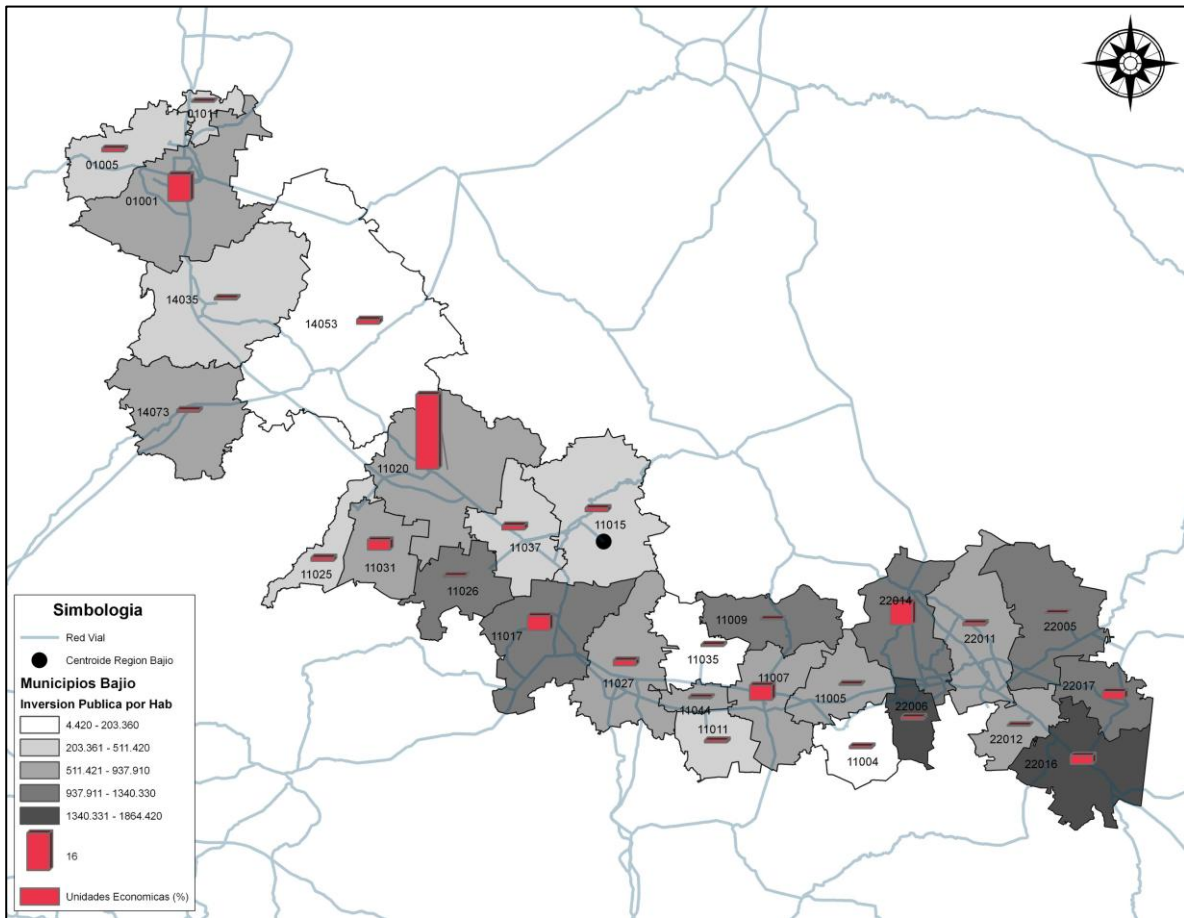 01011
01005
01001
14035
14053
14073
11020
11015
11037
11025
11031
11026
11017
11009
22014
22011
22005
11035
11027
11007
11005
22017
11044
22006
11011
22012
11004
22016
Simbologia
Red Vial
Centroide Region Bajio
Municipios Bajio
Inversion Publica por Hab
4.420 - 203.360
203.361 - 511.420
511.421 - 937.910
937.911 - 1340.330
1340.331 - 1864.420
16
Unidades Economicas (%)